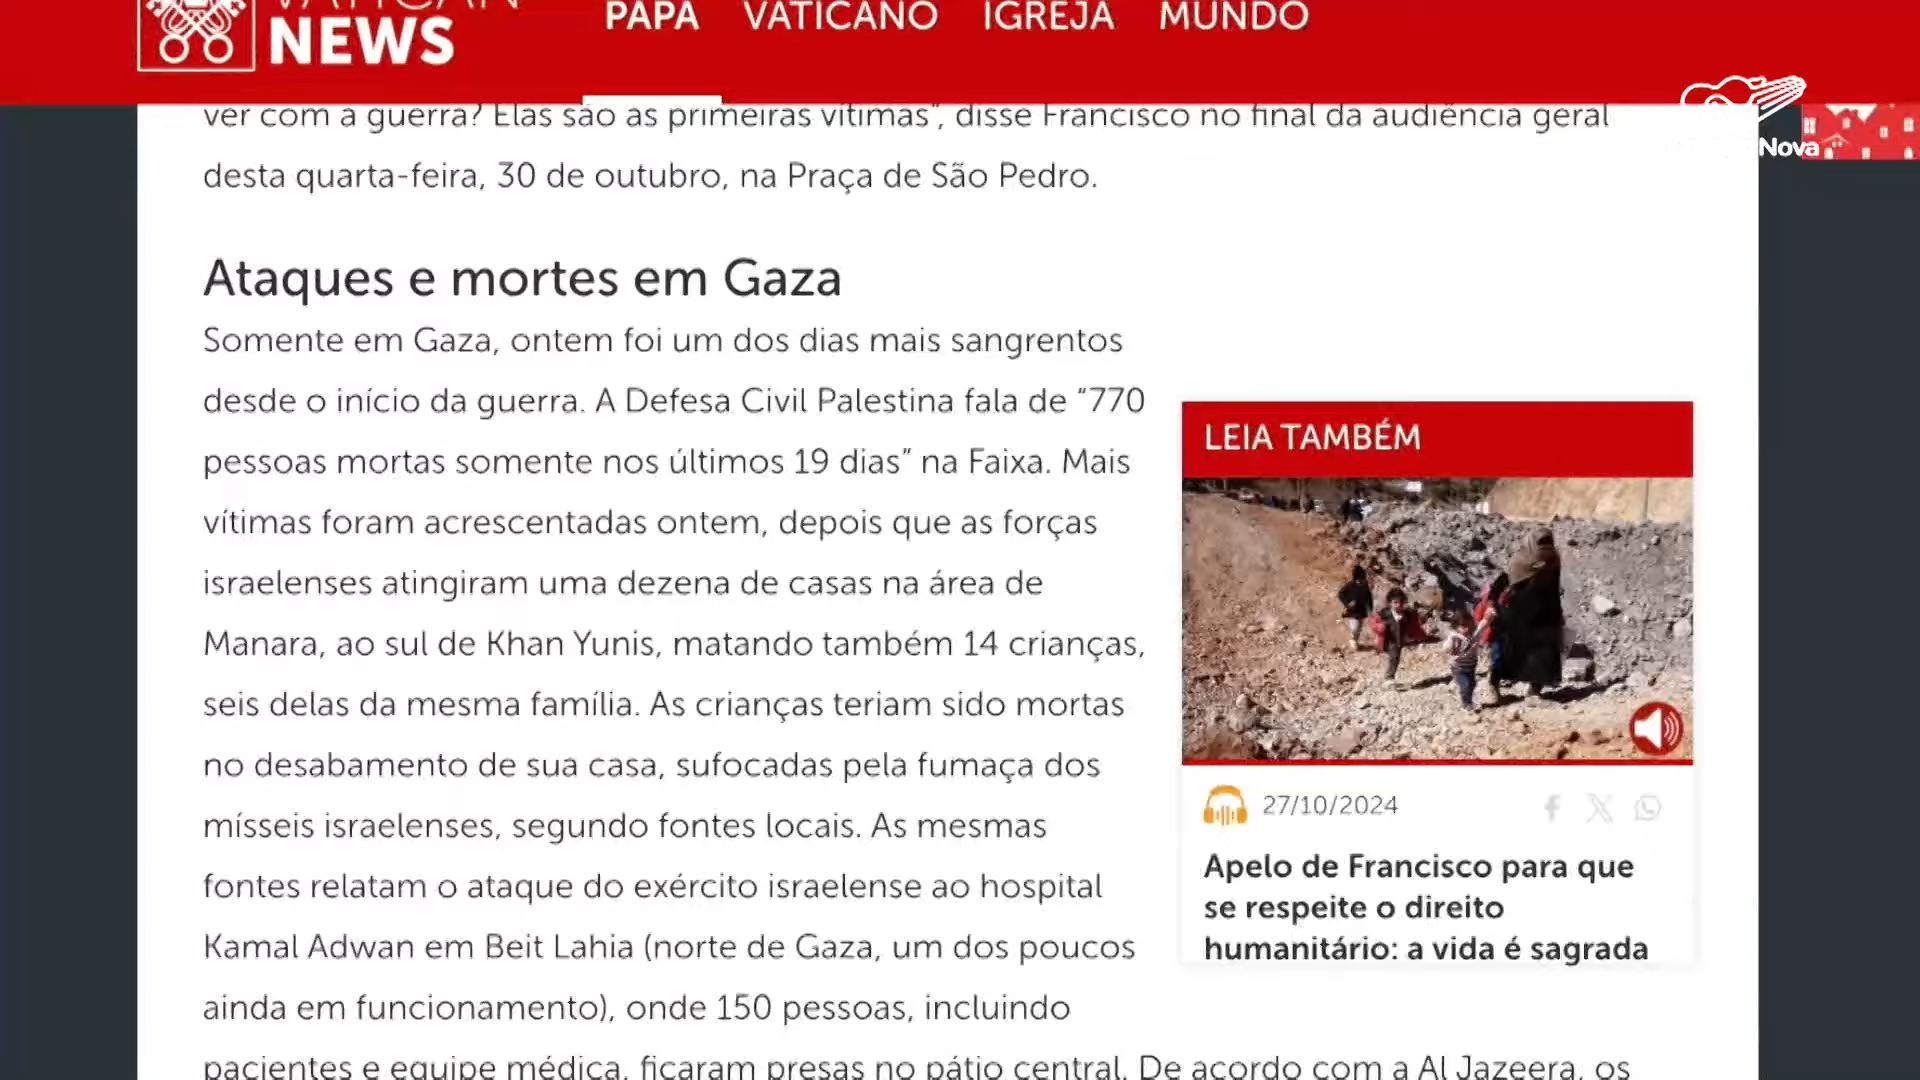 VATICAN
NEWS
PAPA VATICANO IGREJA MUNDO
Nova
ver com a guerra? Elas são as primeiras vítimas”, disse Francisco no final da audiência geral
desta quarta-feira, 30 de outubro, na Praça de São Pedro.
Ataques e mortes em Gaza
Somente em Gaza, ontem foi um dos dias mais sangrentos
desde o início da guerra. A Defesa Civil Palestina fala de “770
pessoas mortas somente nos últimos 19 dias” na Faixa. Mais
vítimas foram acrescentadas ontem, depois que as forças
israelenses atingiram uma dezena de casas na área de
Manara, ao sul de Khan Yunis, matando também 14 crianças,
seis delas da mesma família. As crianças teriam sido mortas
no desabamento de sua casa, sufocadas pela fumaça dos
mísseis israelenses, segundo fontes locais. As mesmas
fontes relatam o ataque do exército israelense ao hospital
Kamal Adwan em Beit Lahia (norte de Gaza, um dos poucos
ainda em funcionamento), onde 150 pessoas, incluindo
pacientes e equipe médica, ficaram presas no pátio central. De acordo com a Al Jazeera, os
LEIA TAMBÉM
27/10/2024
Apelo de Francisco para que
se respeite o direito
humanitário: a vida é sagrada